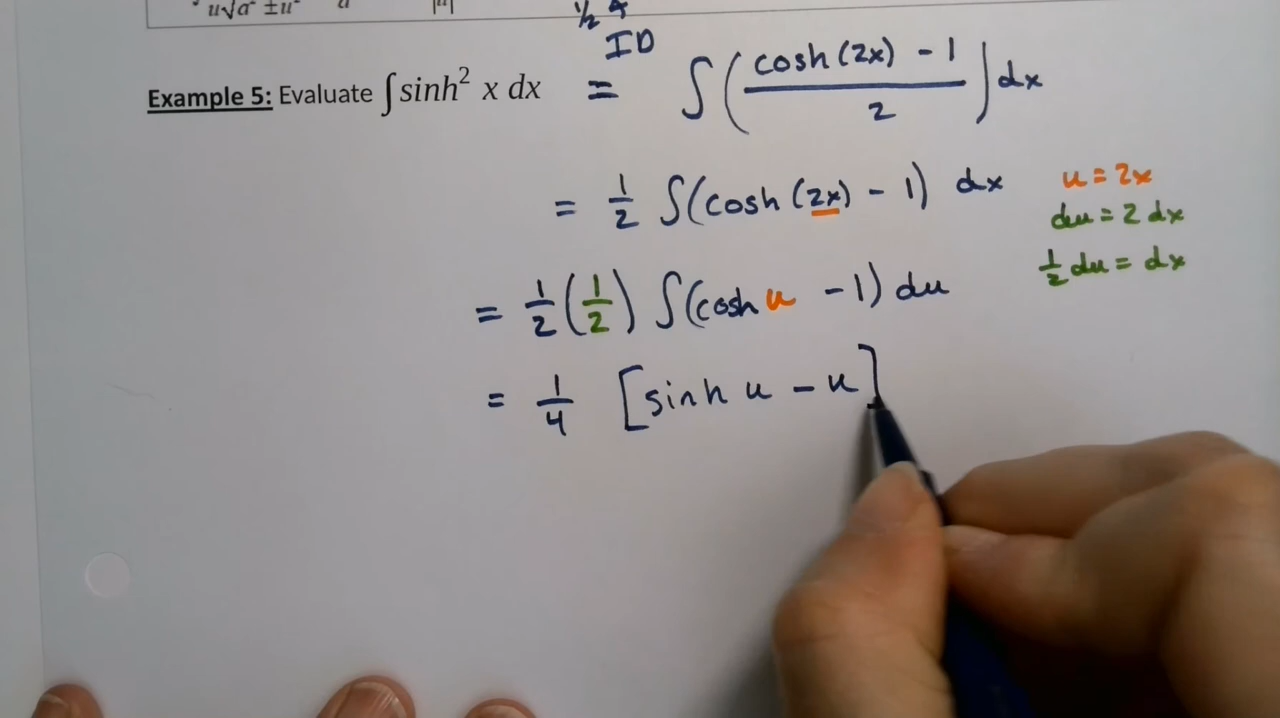 u√a² ±u² a |u|
½ 4
ID
Example 5: Evaluate ∫ sinh² x dx = ∫ ( (cosh (2x) - 1) / 2 ) dx
= 1/2 ∫ (cosh (2x) - 1) dx
u = 2x
du = 2 dx
1/2 du = dx
= 1/2 (1/2) ∫ (cosh u - 1) du
= 1/4 [sinh u - u]